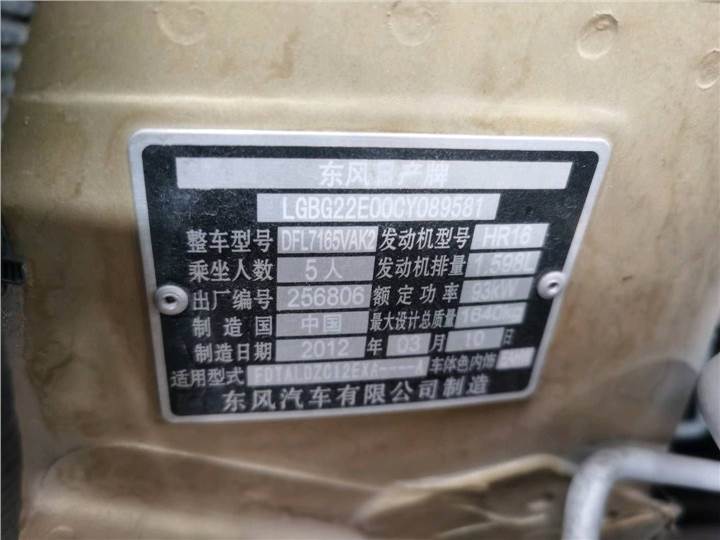 东风日产牌
LGBG22E00CY089581
整车型号 DFL7165VAK2 发动机型号 HR16
乘坐人数 5人 发动机排量 1.598L
出厂编号 256806 额定功率 93kW
制造国 中国 最大设计总质量 1640kg
制造日期 2012 年 03 月 10 日
适用型式 FDTALDZC12EXA----A 车体色内饰
东风汽车有限公司制造